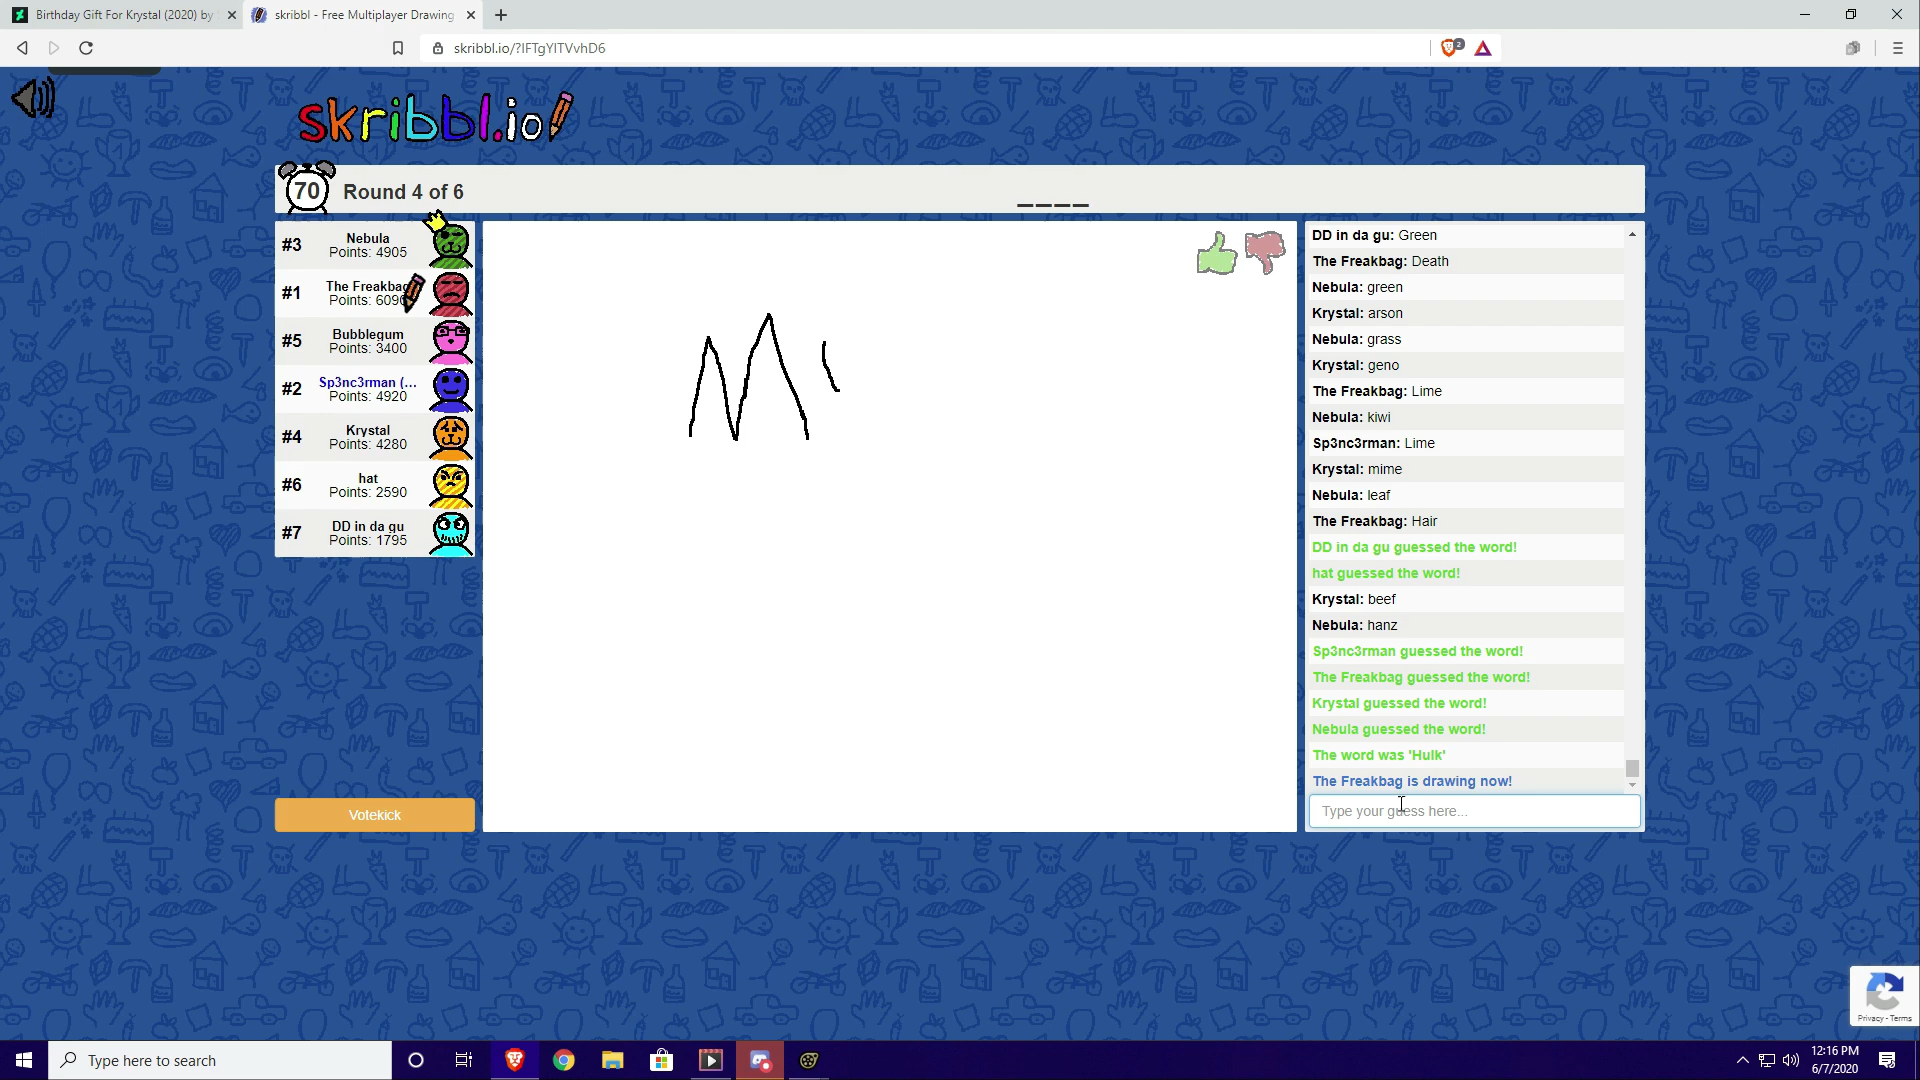 Birthday Gift For Krystal (2020) by
skribbl - Free Multiplayer Drawing
skribbl.io/?IFTgYlTVvhD6
2
skribbl.io
70
Round 4 of 6
____
#3
Nebula
Points: 4905
#1
The Freakbag
Points: 6090
#5
Bubblegum
Points: 3400
#2
Sp3nc3rman (...
Points: 4920
#4
Krystal
Points: 4280
#6
hat
Points: 2590
#7
DD in da gu
Points: 1795
Votekick
M
DD in da gu: Green
The Freakbag: Death
Nebula: green
Krystal: arson
Nebula: grass
Krystal: geno
The Freakbag: Lime
Nebula: kiwi
Sp3nc3rman: Lime
Krystal: mime
Nebula: leaf
The Freakbag: Hair
DD in da gu guessed the word!
hat guessed the word!
Krystal: beef
Nebula: hanz
Sp3nc3rman guessed the word!
The Freakbag guessed the word!
Krystal guessed the word!
Nebula guessed the word!
The word was 'Hulk'
The Freakbag is drawing now!
Type your guess here...
Privacy - Terms
Type here to search
12:16 PM
6/7/2020